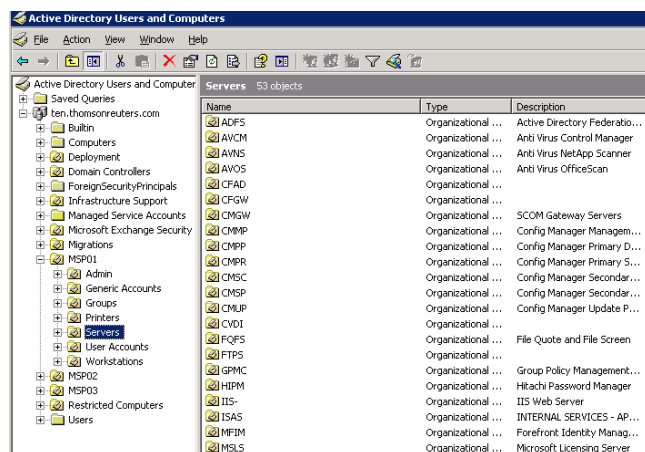 Active Directory Users and Computers
File Action View Window Help
Active Directory Users and Computer
Saved Queries
ten.thomsonreuters.com
Builtin
Computers
Deployment
Domain Controllers
ForeignSecurityPrincipals
Infrastructure Support
Managed Service Accounts
Microsoft Exchange Security
Migrations
MSP01
Admin
Generic Accounts
Groups
Printers
Servers
User Accounts
Workstations
MSP02
MSP03
Restricted Computers
Users
Servers 53 objects
Name Type Description
ADFS Organizational ... Active Directory Federatio...
AVCM Organizational ... Anti Virus Control Manager
AVNS Organizational ... Anti Virus NetApp Scanner
AVOS Organizational ... Anti Virus OfficeScan
CFAD Organizational ...
CFGW Organizational ...
CMGW Organizational ... SCOM Gateway Servers
CMMP Organizational ... Config Manager Managem...
CMPP Organizational ... Config Manager Primary D...
CMPR Organizational ... Config Manager Primary S...
CMSC Organizational ... Config Manager Secondar...
CMSP Organizational ... Config Manager Secondar...
CMUP Organizational ... Config Manager Update P...
CVDI Organizational ...
FQFS Organizational ... File Quote and File Screen
FTPS Organizational ...
GPMC Organizational ... Group Policy Management...
HIPM Organizational ... Hitachi Password Manager
IIS- Organizational ... IIS Web Server
ISAS Organizational ... INTERNAL SERVICES - AP...
MFIM Organizational ... Forefront Identity Manag...
MSLS Organizational ... Microsoft Licensing Server